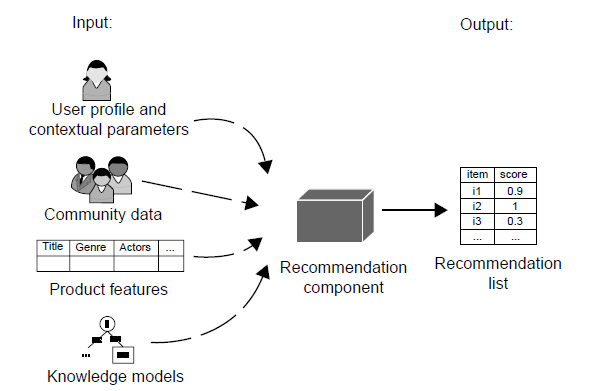 Input:
Output:
User profile and
contextual parameters
Community data
Title Genre Actors ...
Product features
...
Knowledge models
Recommendation
component
item score
i1 0.9
i2 1
i3 0.3
... ...
Recommendation
list